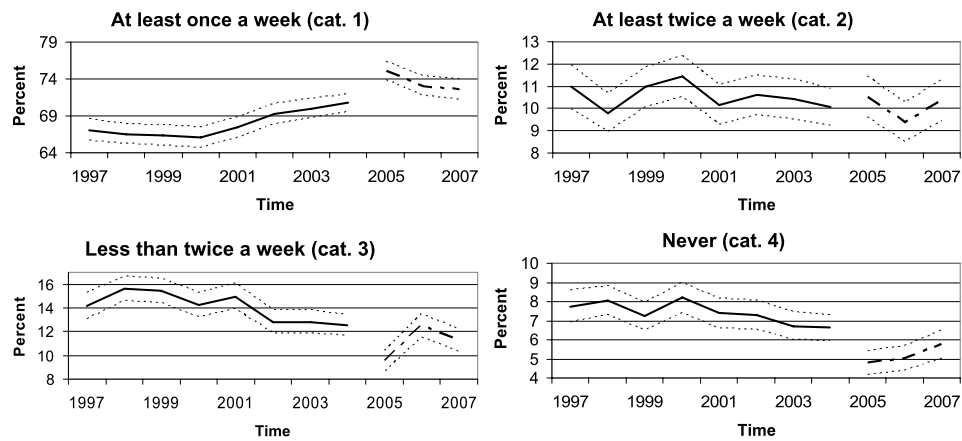 At least once a week (cat. 1)
79
74
69
64
Percent
1997 1999 2001 2003 2005 2007
Time
At least twice a week (cat. 2)
13
12
11
10
9
8
Percent
1997 1999 2001 2003 2005 2007
Time
Less than twice a week (cat. 3)
16
14
12
10
8
Percent
1997 1999 2001 2003 2005 2007
Time
Never (cat. 4)
10
9
8
7
6
5
4
Percent
1997 1999 2001 2003 2005 2007
Time